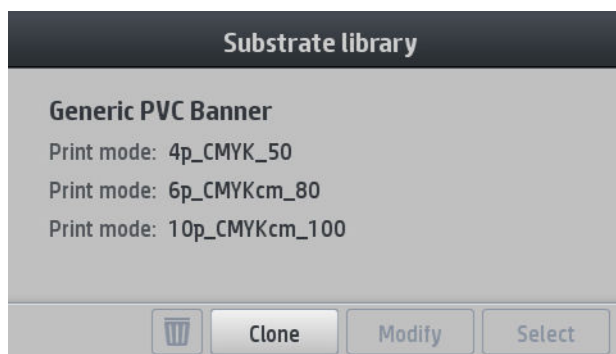 Substrate library
Generic PVC Banner
Print mode: 4p_CMYK_50
Print mode: 6p_CMYKcm_80
Print mode: 10p_CMYKcm_100
Clone Modify Select